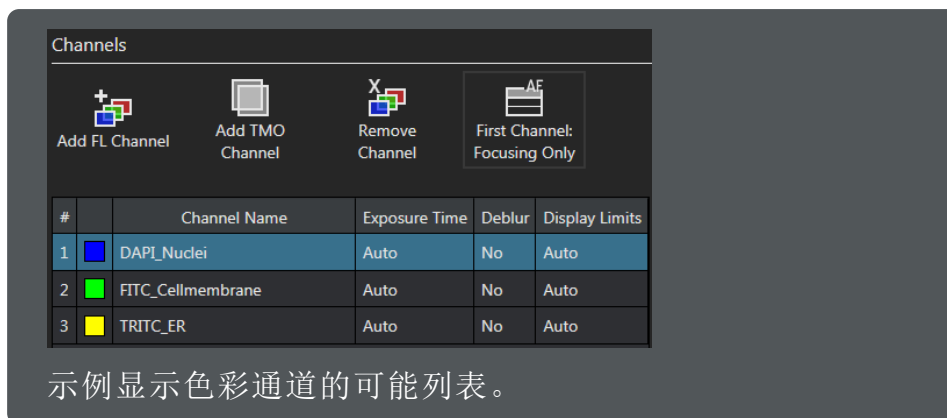 Channels
Add FL Channel
Add TMO
Channel
Remove
Channel
AF
First Channel:
Focusing Only
# Channel Name Exposure Time Deblur Display Limits
1 DAPI_Nuclei Auto No Auto
2 FITC_Cellmembrane Auto No Auto
3 TRITC_ER Auto No Auto
示例显示色彩通道的可能列表。